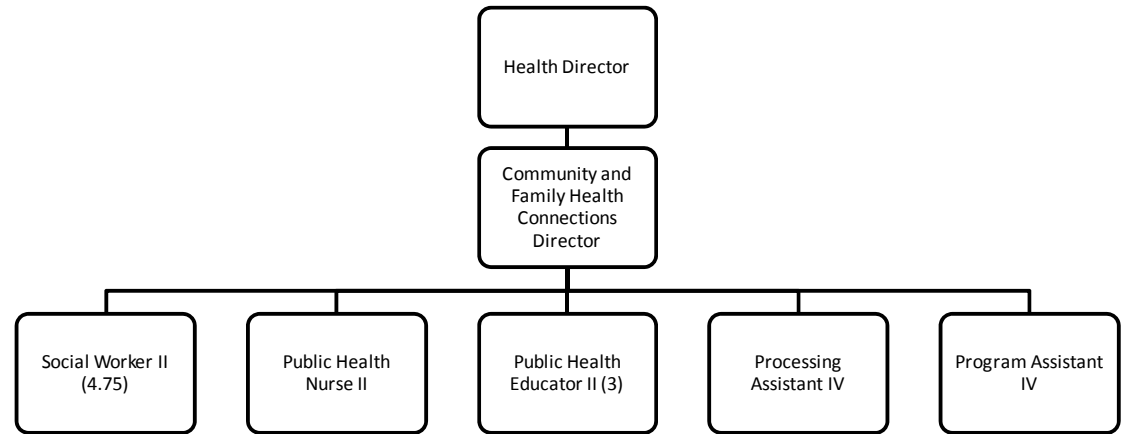 Health Director
Community and
Family Health
Connections
Director
Social Worker II
(4.75)
Public Health
Nurse II
Public Health
Educator II (3)
Processing
Assistant IV
Program Assistant
IV